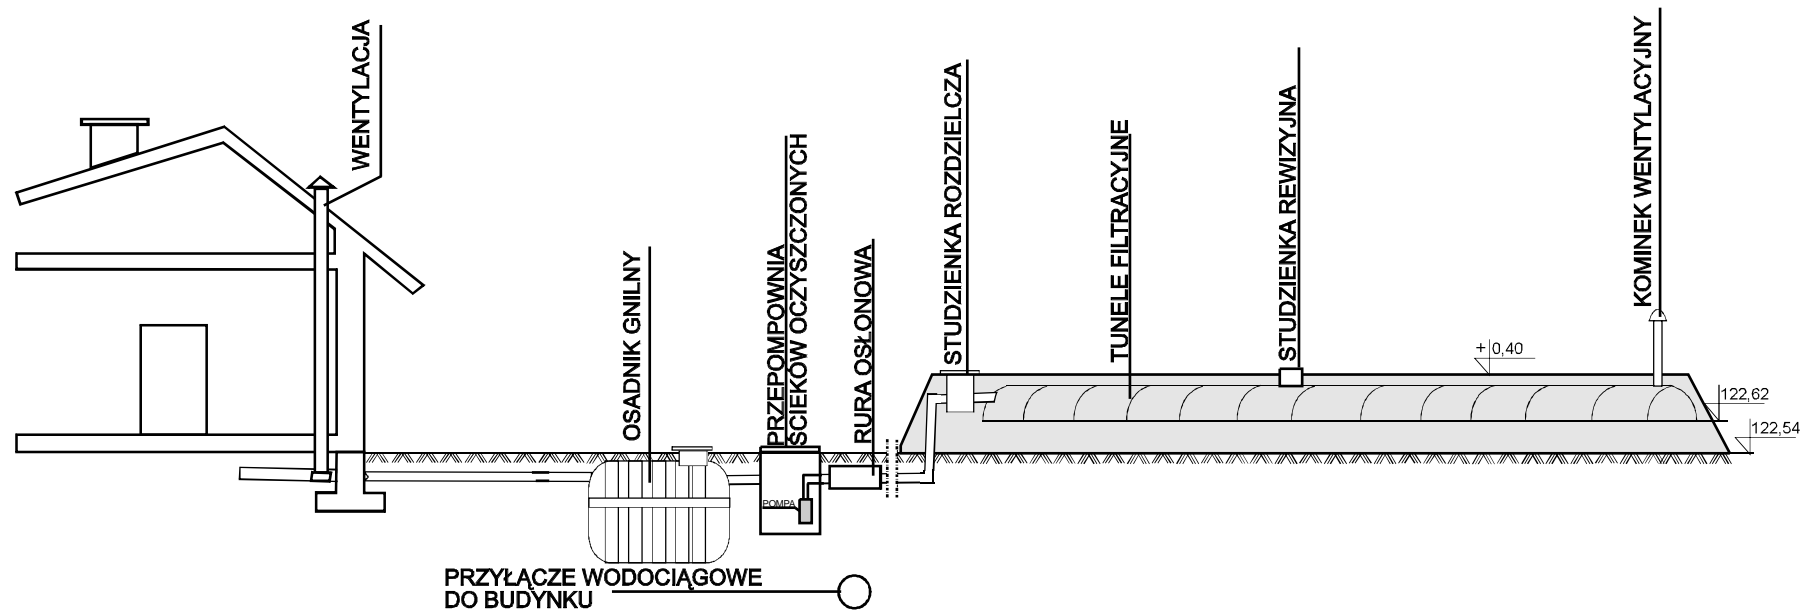 WENTYLACJA
OSADNIK GNILNY
PRZEPOMPOWNIA
ŚCIEKÓW OCZYSZCZONYCH
RURA OSŁONOWA
STUDZIENKA ROZDZIELCZA
TUNELE FILTRACYJNE
STUDZIENKA REWIZYJNA
KOMINEK WENTYLACYJNY
+0,40
122,62
122,54
POMPA
PRZYŁĄCZE WODOCIĄGOWE
DO BUDYNKU